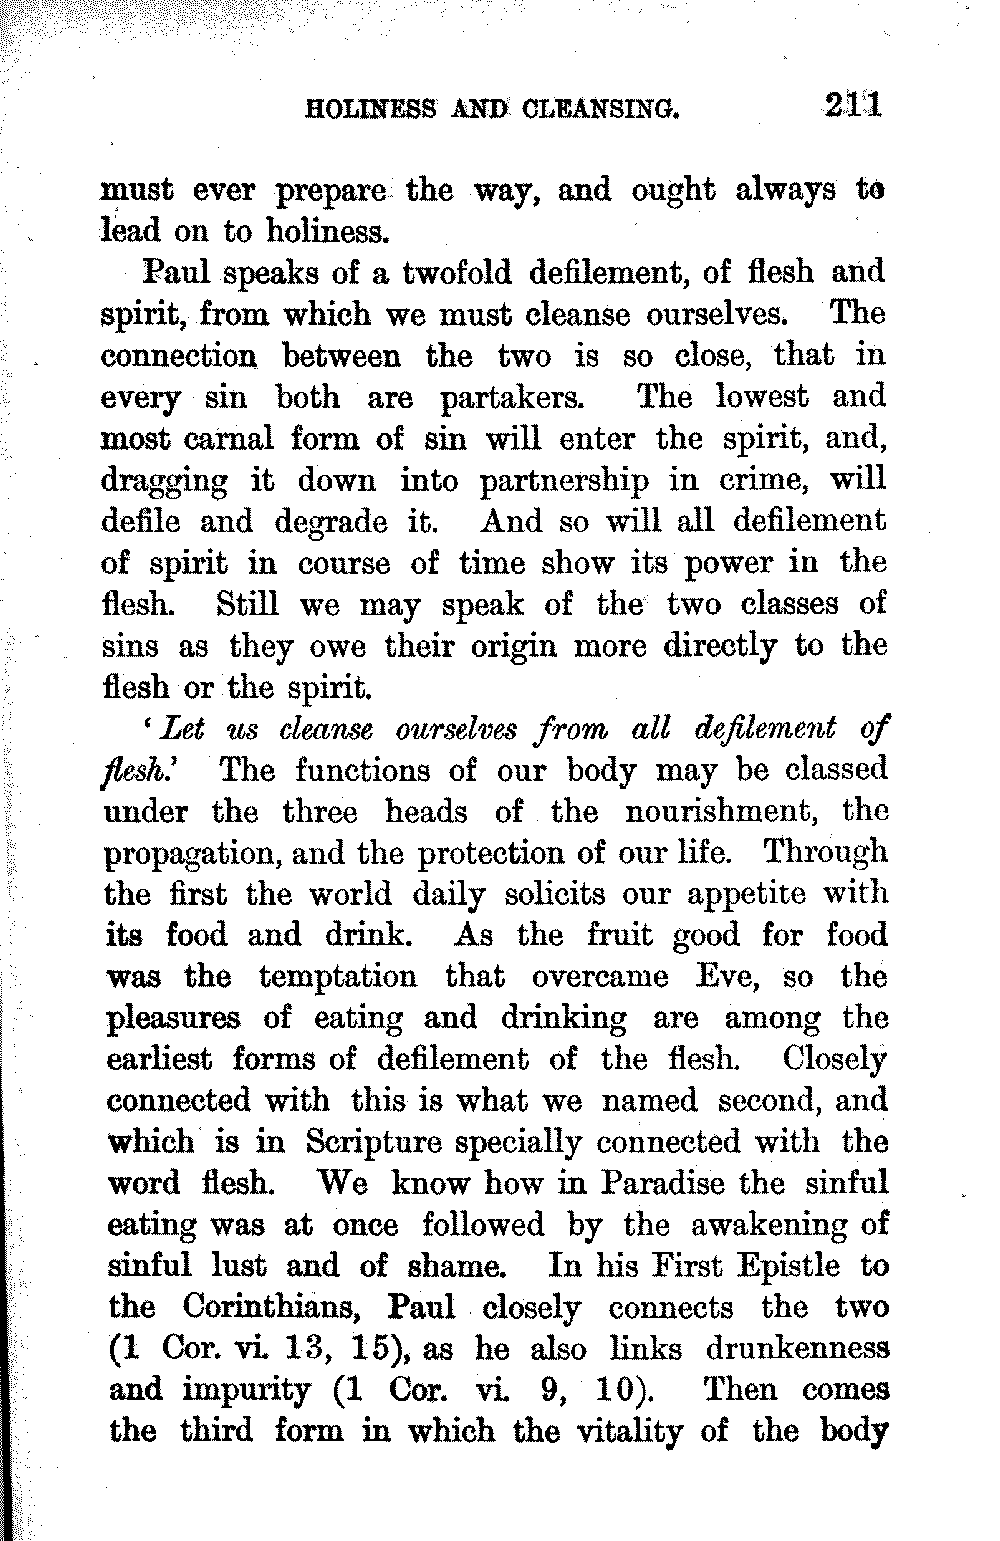 HOLINESS AND CLEANSING. 211
must ever prepare the way, and ought always to
lead on to holiness.
Paul speaks of a twofold defilement, of flesh and
spirit, from which we must cleanse ourselves. The
connection between the two is so close, that in
every sin both are partakers. The lowest and
most carnal form of sin will enter the spirit, and,
dragging it down into partnership in crime, will
defile and degrade it. And so will all defilement
of spirit in course of time show its power in the
flesh. Still we may speak of the two classes of
sins as they owe their origin more directly to the
flesh or the spirit.
‘Let us cleanse ourselves from all defilement of
flesh.’ The functions of our body may be classed
under the three heads of the nourishment, the
propagation, and the protection of our life. Through
the first the world daily solicits our appetite with
its food and drink. As the fruit good for food
was the temptation that overcame Eve, so the
pleasures of eating and drinking are among the
earliest forms of defilement of the flesh. Closely
connected with this is what we named second, and
which is in Scripture specially connected with the
word flesh. We know how in Paradise the sinful
eating was at once followed by the awakening of
sinful lust and of shame. In his First Epistle to
the Corinthians, Paul closely connects the two
(1 Cor. vi. 13, 15), as he also links drunkenness
and impurity (1 Cor. vi. 9, 10). Then comes
the third form in which the vitality of the body